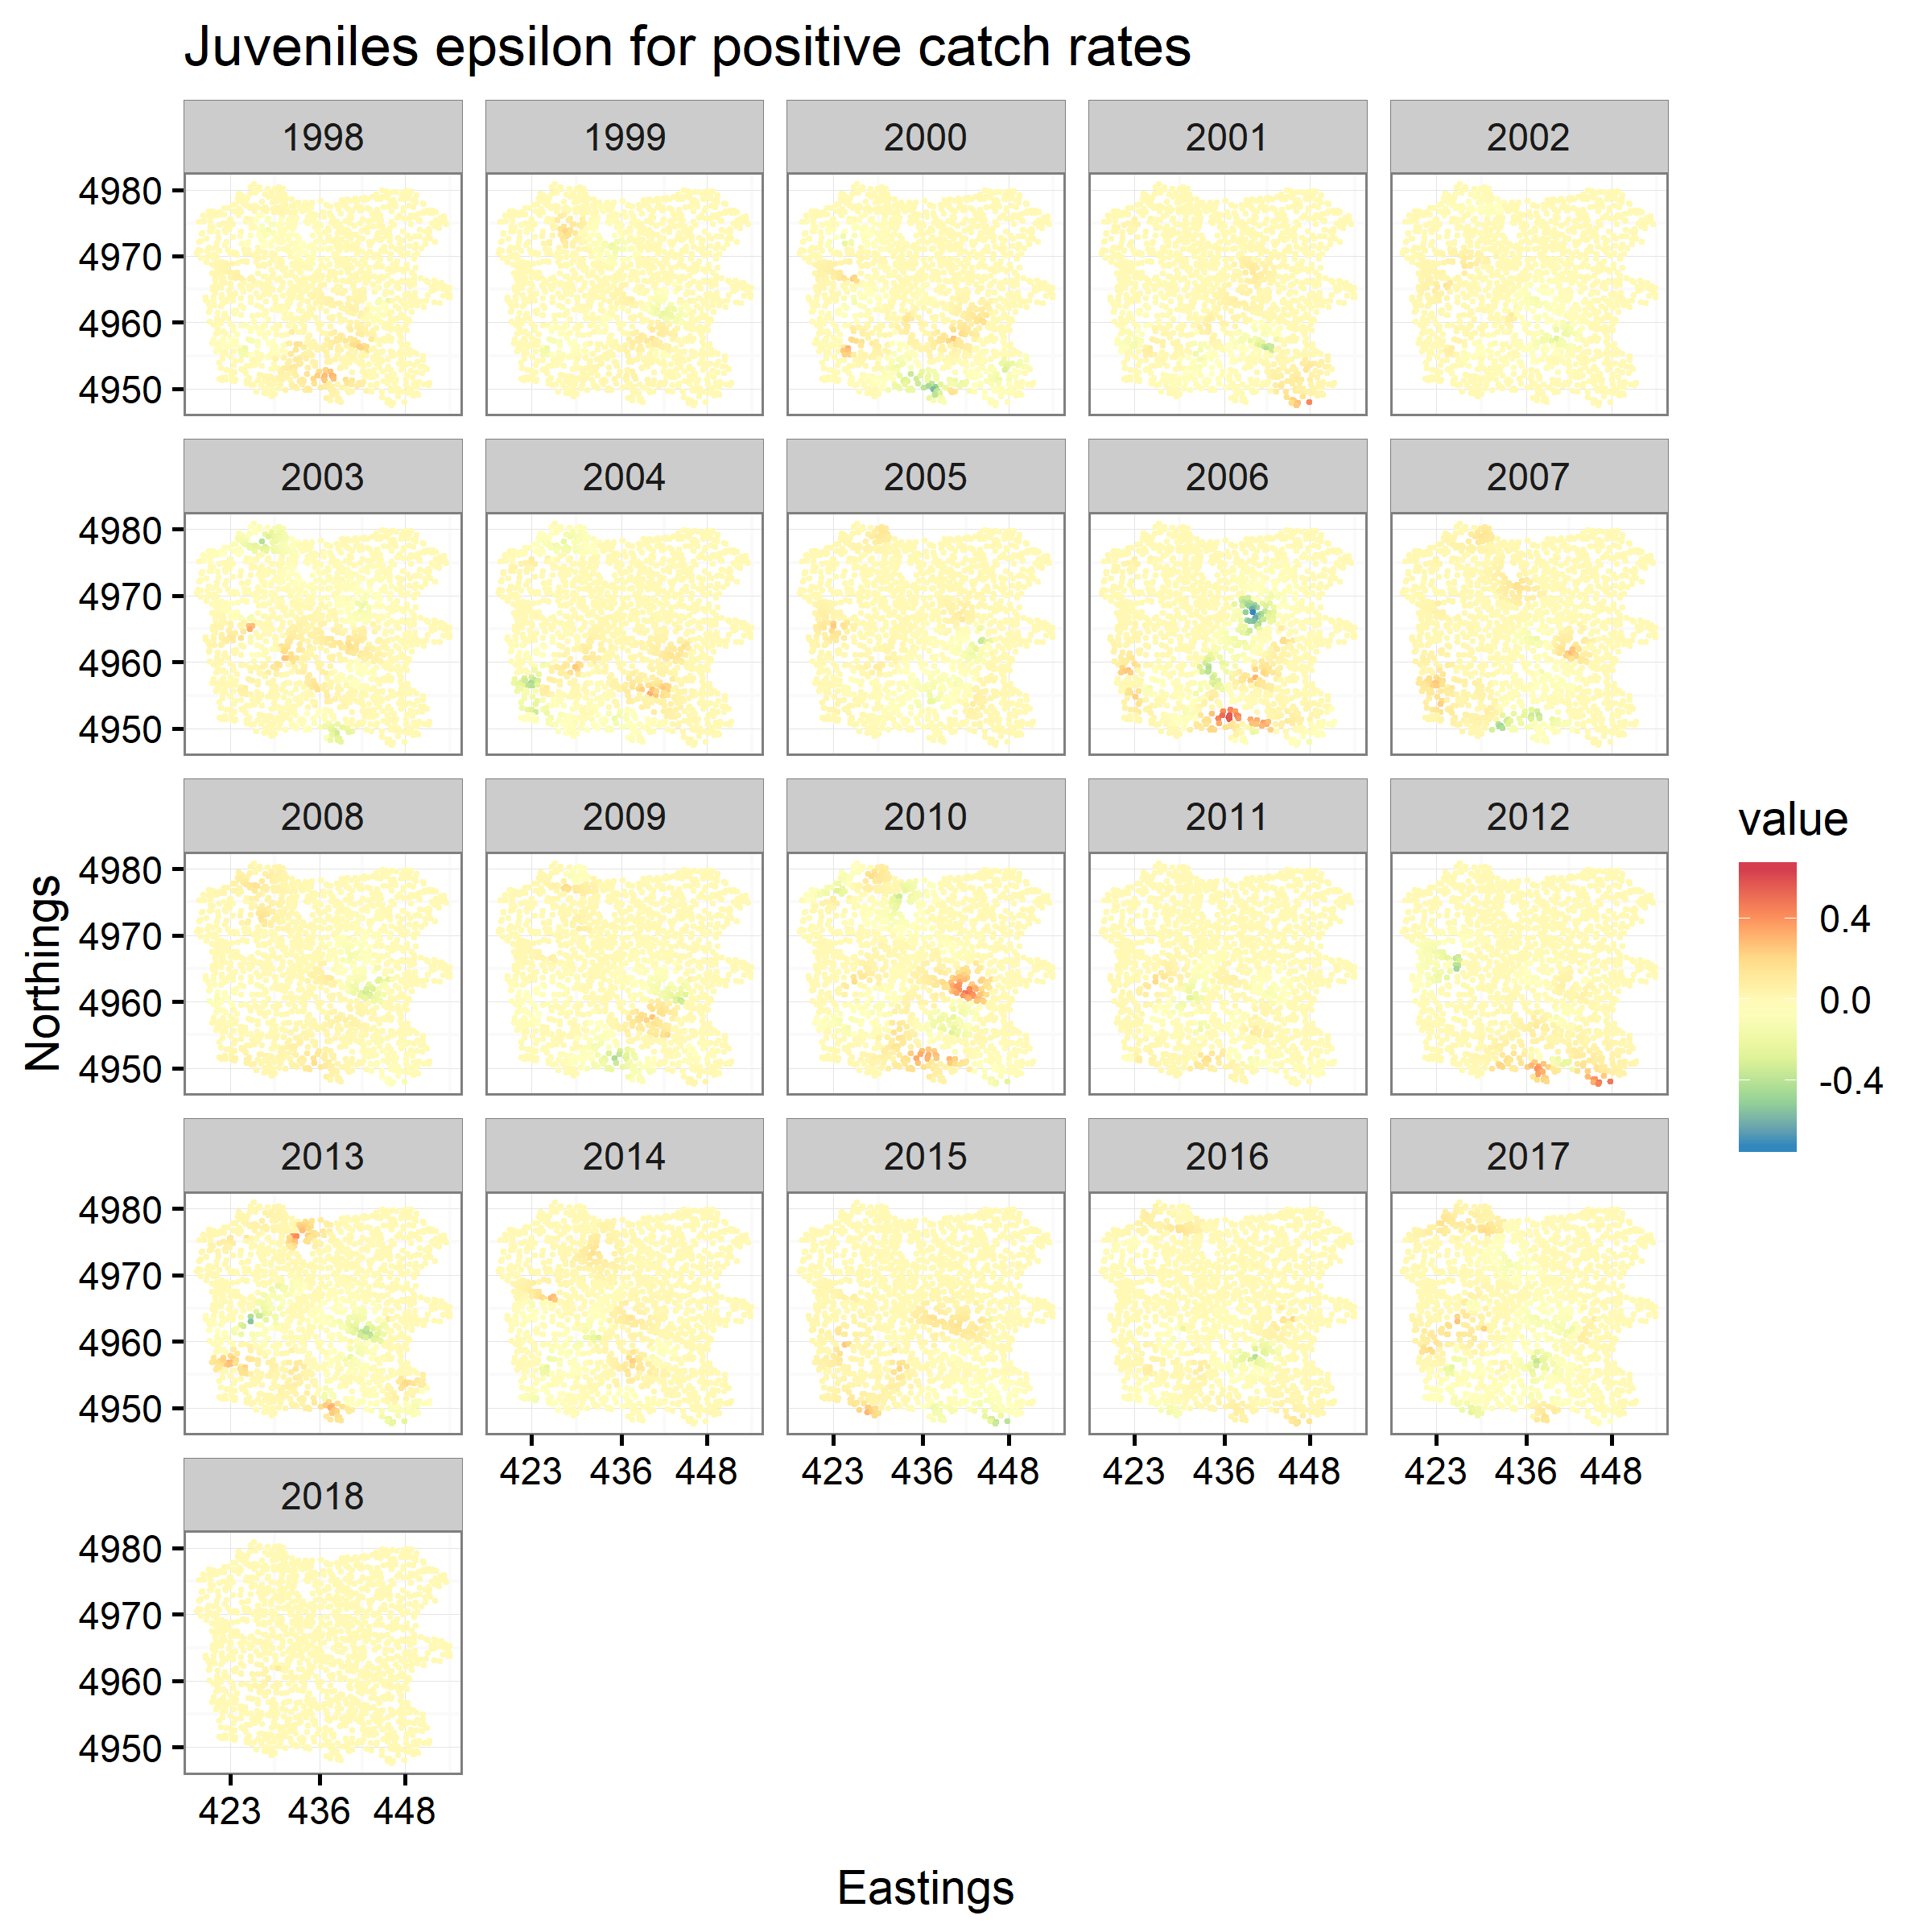 Juveniles epsilon for positive catch rates
1998 1999 2000 2001 2002
4980
4970
4960
4950
2003 2004 2005 2006 2007
4980
4970
4960
4950
2008 2009 2010 2011 2012
4980
4970
4960
4950
2013 2014 2015 2016 2017
4980
4970
4960
4950
423 436 448 423 436 448 423 436 448 423 436 448
2018
4980
4970
4960
4950
423 436 448
Eastings
Northings
value
0.4
0.0
-0.4